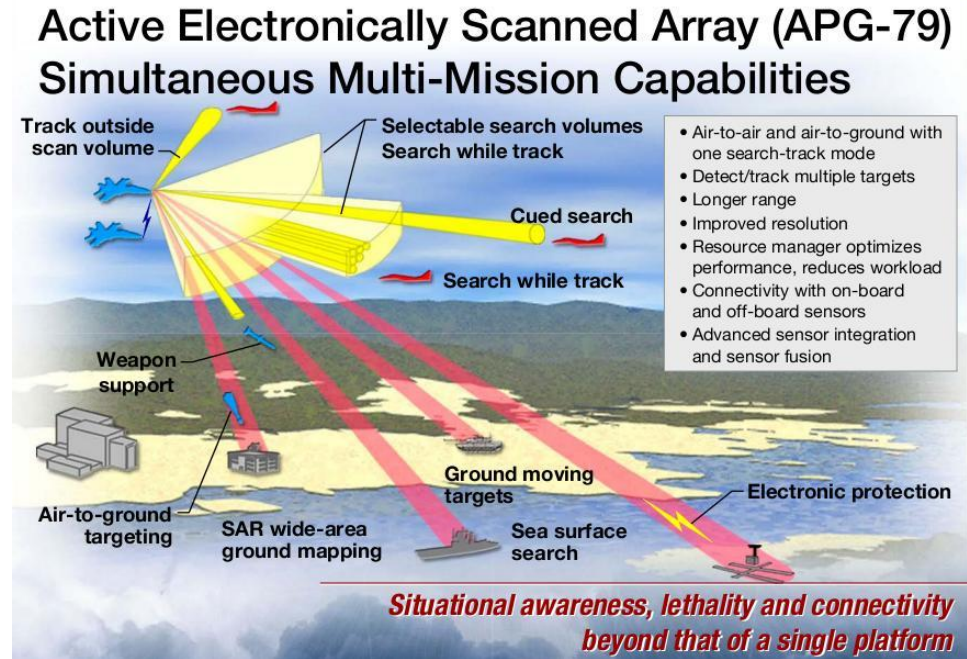 Active Electronically Scanned Array (APG-79)
Simultaneous Multi-Mission Capabilities
Track outside
scan volume
Selectable search volumes
Search while track
• Air-to-air and air-to-ground with
one search-track mode
• Detect/track multiple targets
• Longer range
• Improved resolution
• Resource manager optimizes
performance, reduces workload
• Connectivity with on-board
and off-board sensors
• Advanced sensor integration
and sensor fusion
Cued search
Search while track
Weapon
support
Air-to-ground
targeting
SAR wide-area
ground mapping
Ground moving
targets
Sea surface
search
Electronic protection
Situational awareness, lethality and connectivity
beyond that of a single platform